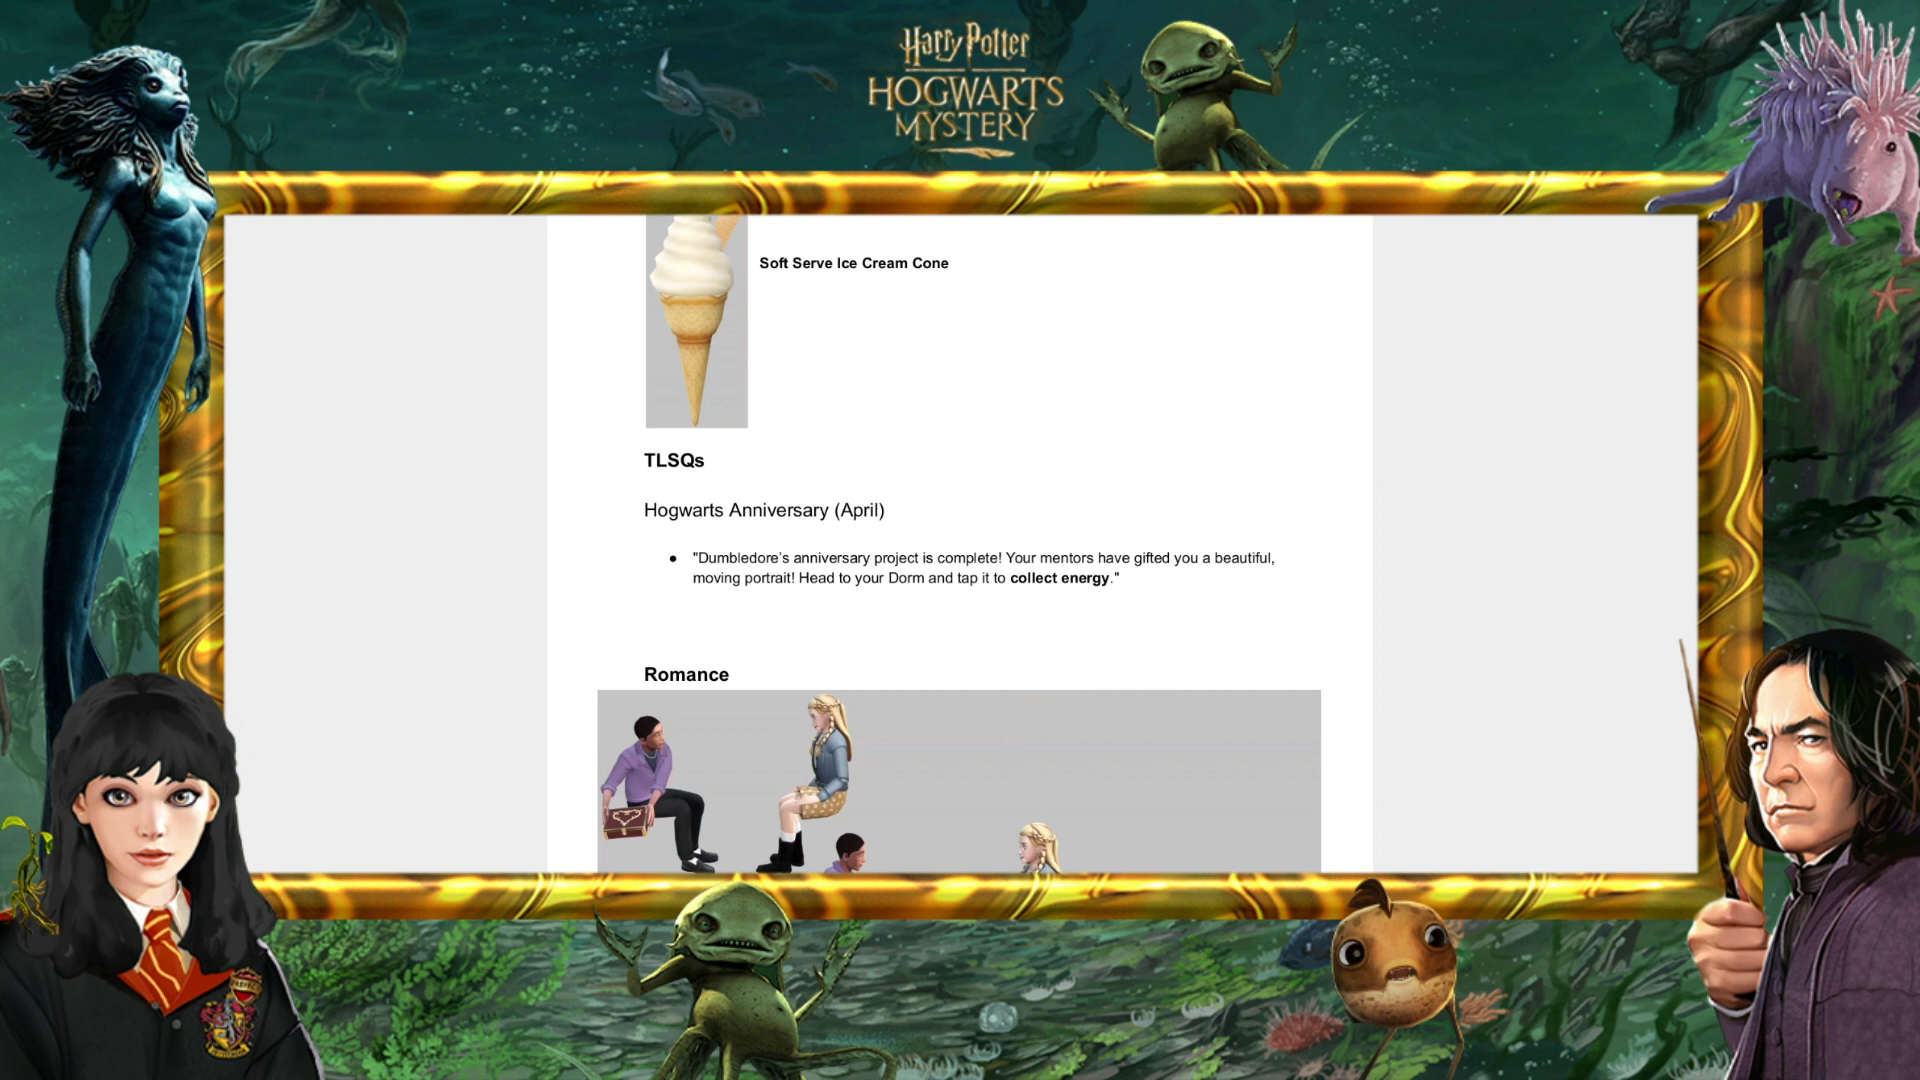 Harry Potter
HOGWARTS
MYSTERY
Soft Serve Ice Cream Cone
TLSQs
Hogwarts Anniversary (April)
● "Dumbledore’s anniversary project is complete! Your mentors have gifted you a beautiful,
moving portrait! Head to your Dorm and tap it to collect energy."
Romance
PREFECT